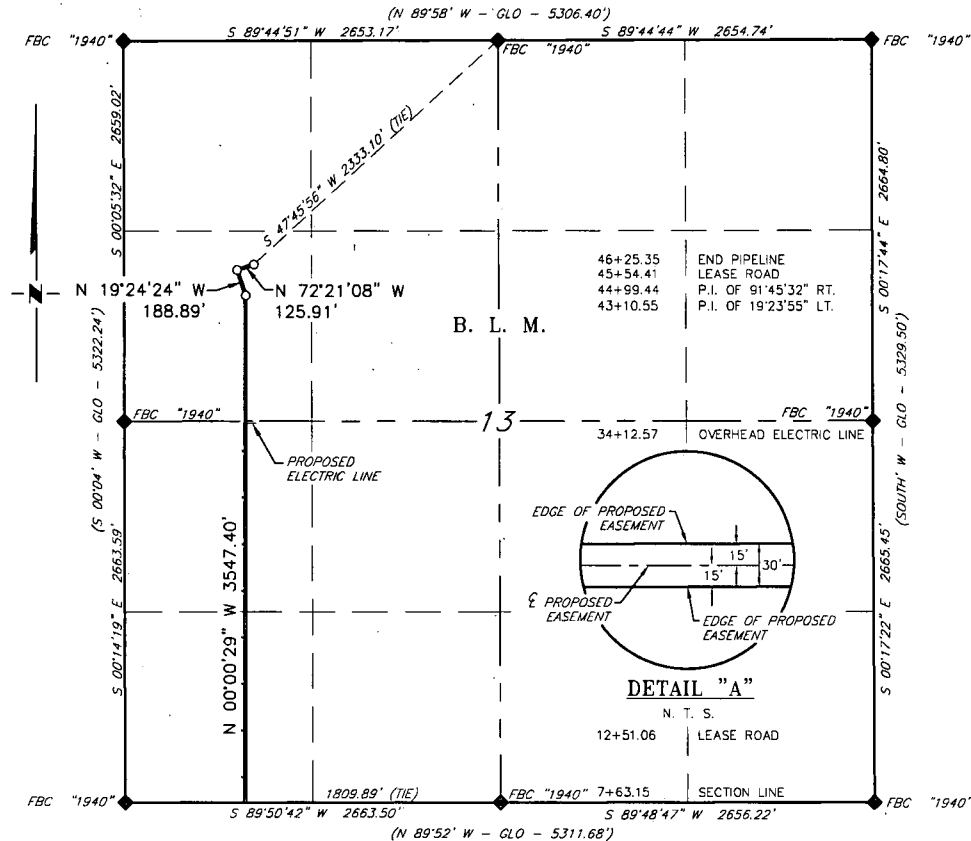 (N 89°58' W - GLO - 5306.40')
S 89°44'51" W 2653.17'
S 89°44'44" W 2654.74'
FBC "1940"
FBC "1940"
FBC "1940"
S 00°05'32" E 2659.02'
S 47°45'56" W 2333.10' (TIE)
S 00°17'44" E 2664.80'
N
N 19°24'24" W
188.89'
N 72°21'08" W
125.91'
46+25.35 END PIPELINE
45+54.41 LEASE ROAD
44+99.44 P.I. OF 91°45'32" RT.
43+10.55 P.I. OF 19°23'55" LT.
B. L. M.
(S 00°04' W - GLO - 5322.24')
(SOUTH' W - GLO - 5329.50')
FBC "1940"
13
FBC "1940"
34+12.57 OVERHEAD ELECTRIC LINE
PROPOSED
ELECTRIC LINE
EDGE OF PROPOSED
EASEMENT
15'
30'
15'
℄ PROPOSED
EASEMENT
EDGE OF PROPOSED
EASEMENT
S 00°14'19" E 2663.59'
N 00°00'29" W 3547.40'
S 00°17'22" E 2665.45'
DETAIL "A"
N. T. S.
12+51.06 LEASE ROAD
1809.89' (TIE)
7+63.15 SECTION LINE
FBC "1940"
FBC "1940"
FBC "1940"
S 89°50'42" W 2663.50'
S 89°48'47" W 2656.22'
(N 89°52' W - GLO - 5311.68')